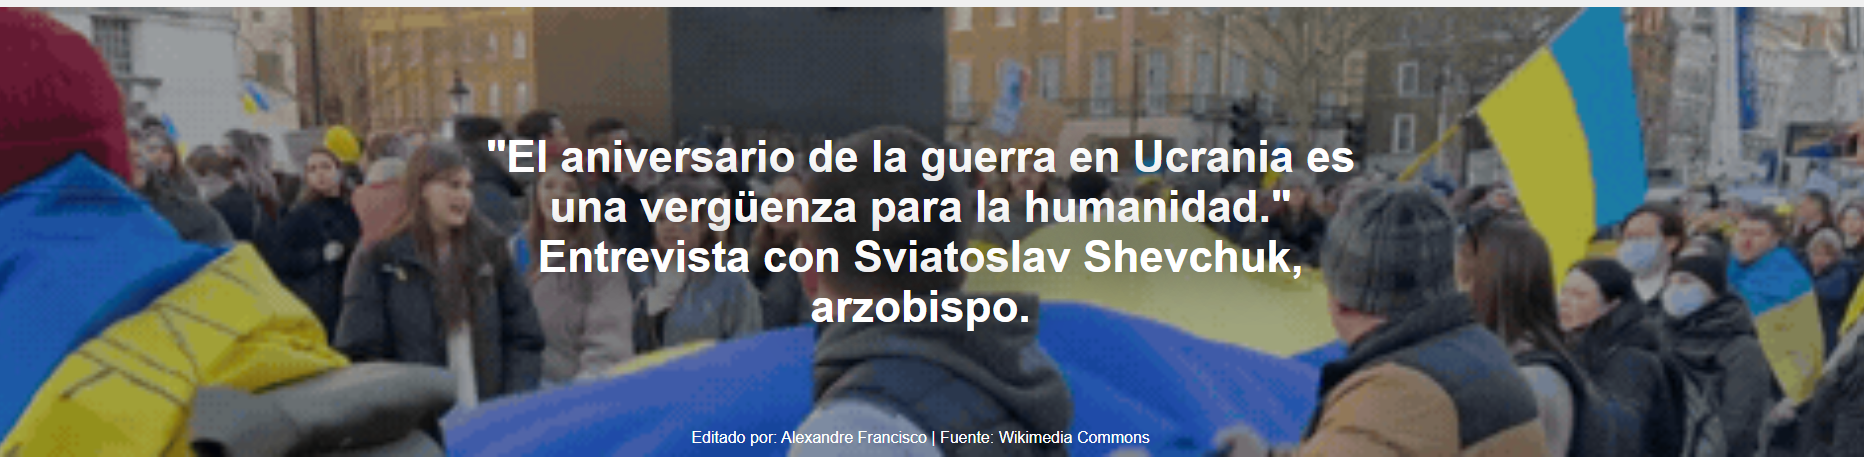 "El aniversario de la guerra en Ucrania es
una vergüenza para la humanidad."
Entrevista con Sviatoslav Shevchuk,
arzobispo.
Editado por: Alexandre Francisco | Fuente: Wikimedia Commons